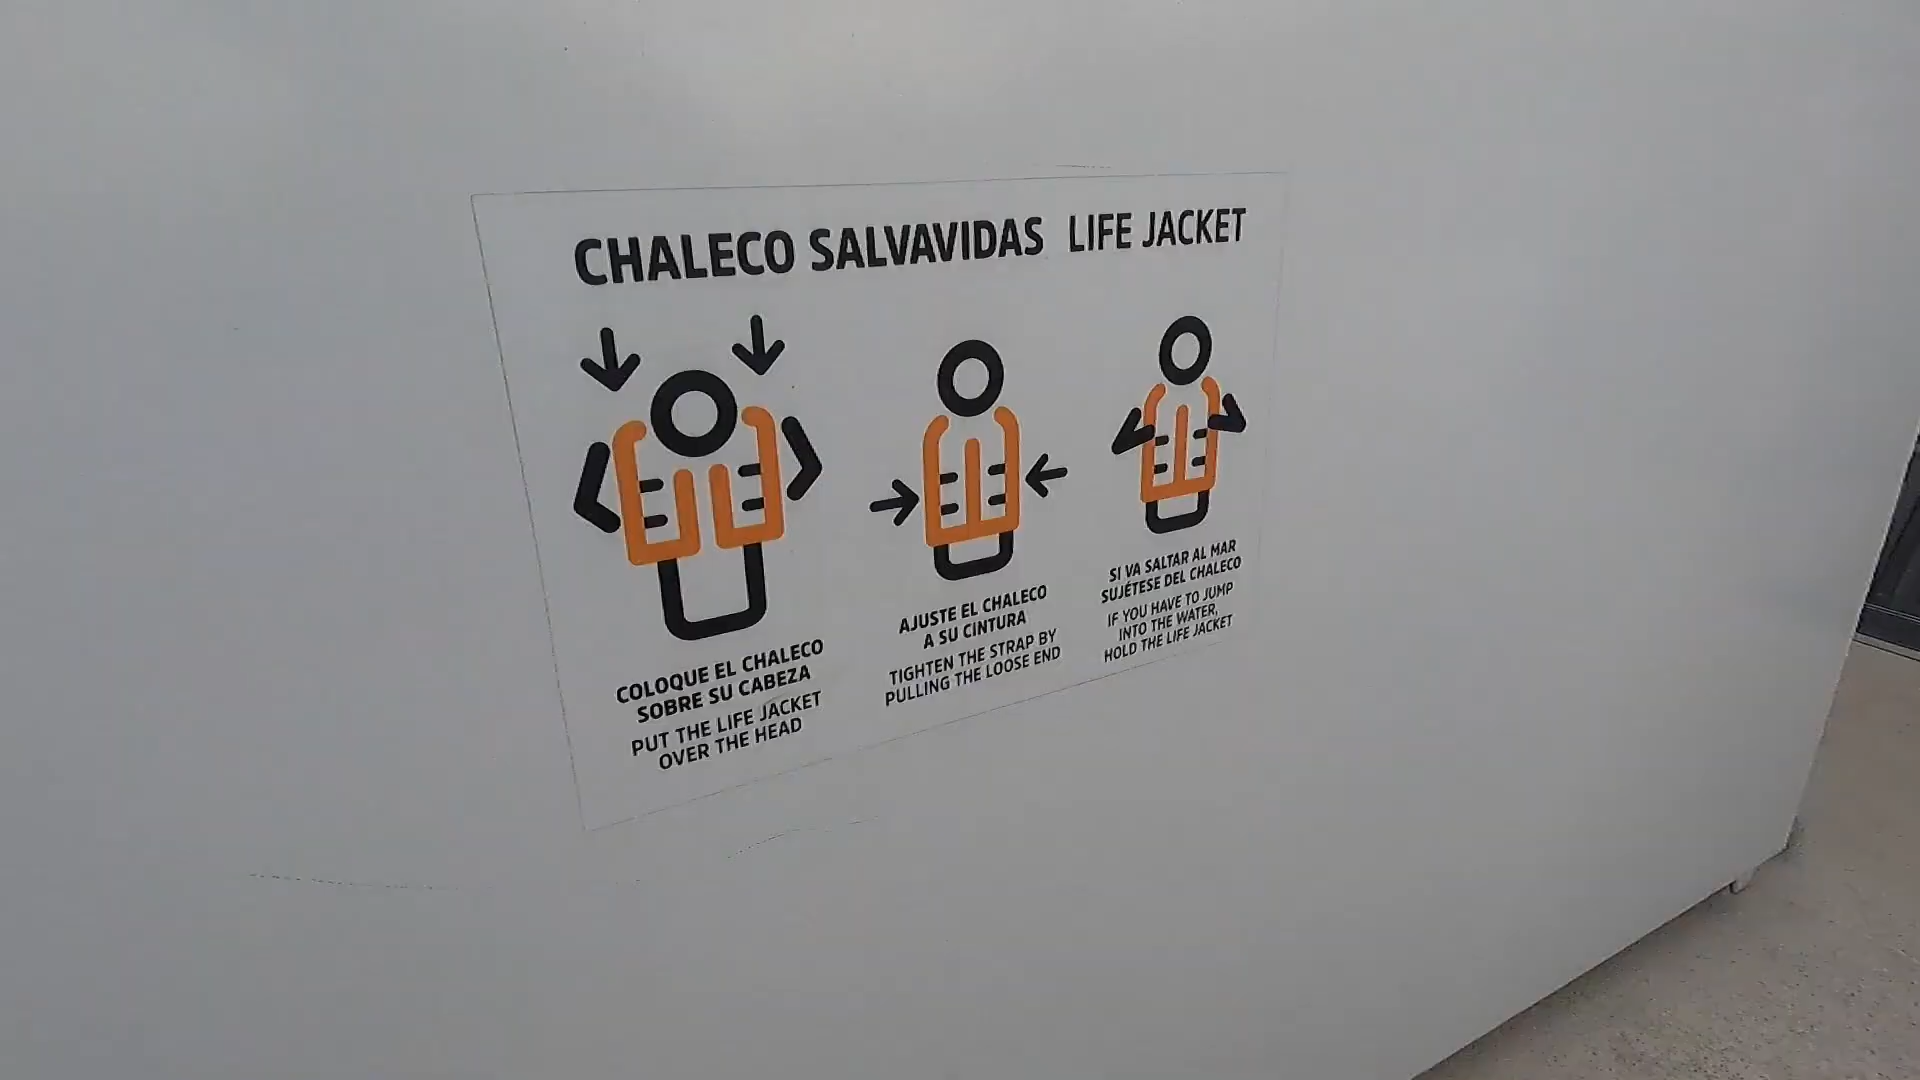 CHALECO SALVAVIDAS LIFE JACKET
COLOQUE EL CHALECO
SOBRE SU CABEZA
PUT THE LIFE JACKET
OVER THE HEAD
AJUSTE EL CHALECO
A SU CINTURA
TIGHTEN THE STRAP BY
PULLING THE LOOSE END
SI VA SALTAR AL MAR
SUJÉTESE DEL CHALECO
IF YOU HAVE TO JUMP
INTO THE WATER,
HOLD THE LIFE JACKET